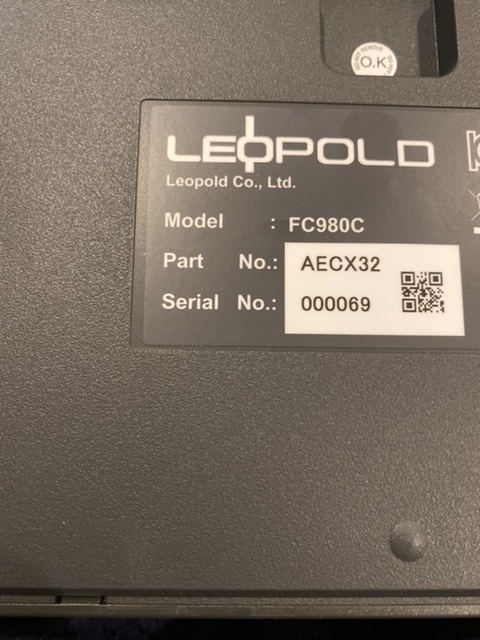 O.K
LEOPOLD
Leopold Co., Ltd.
Model : FC980C
Part No.: AECX32
Serial No.: 000069